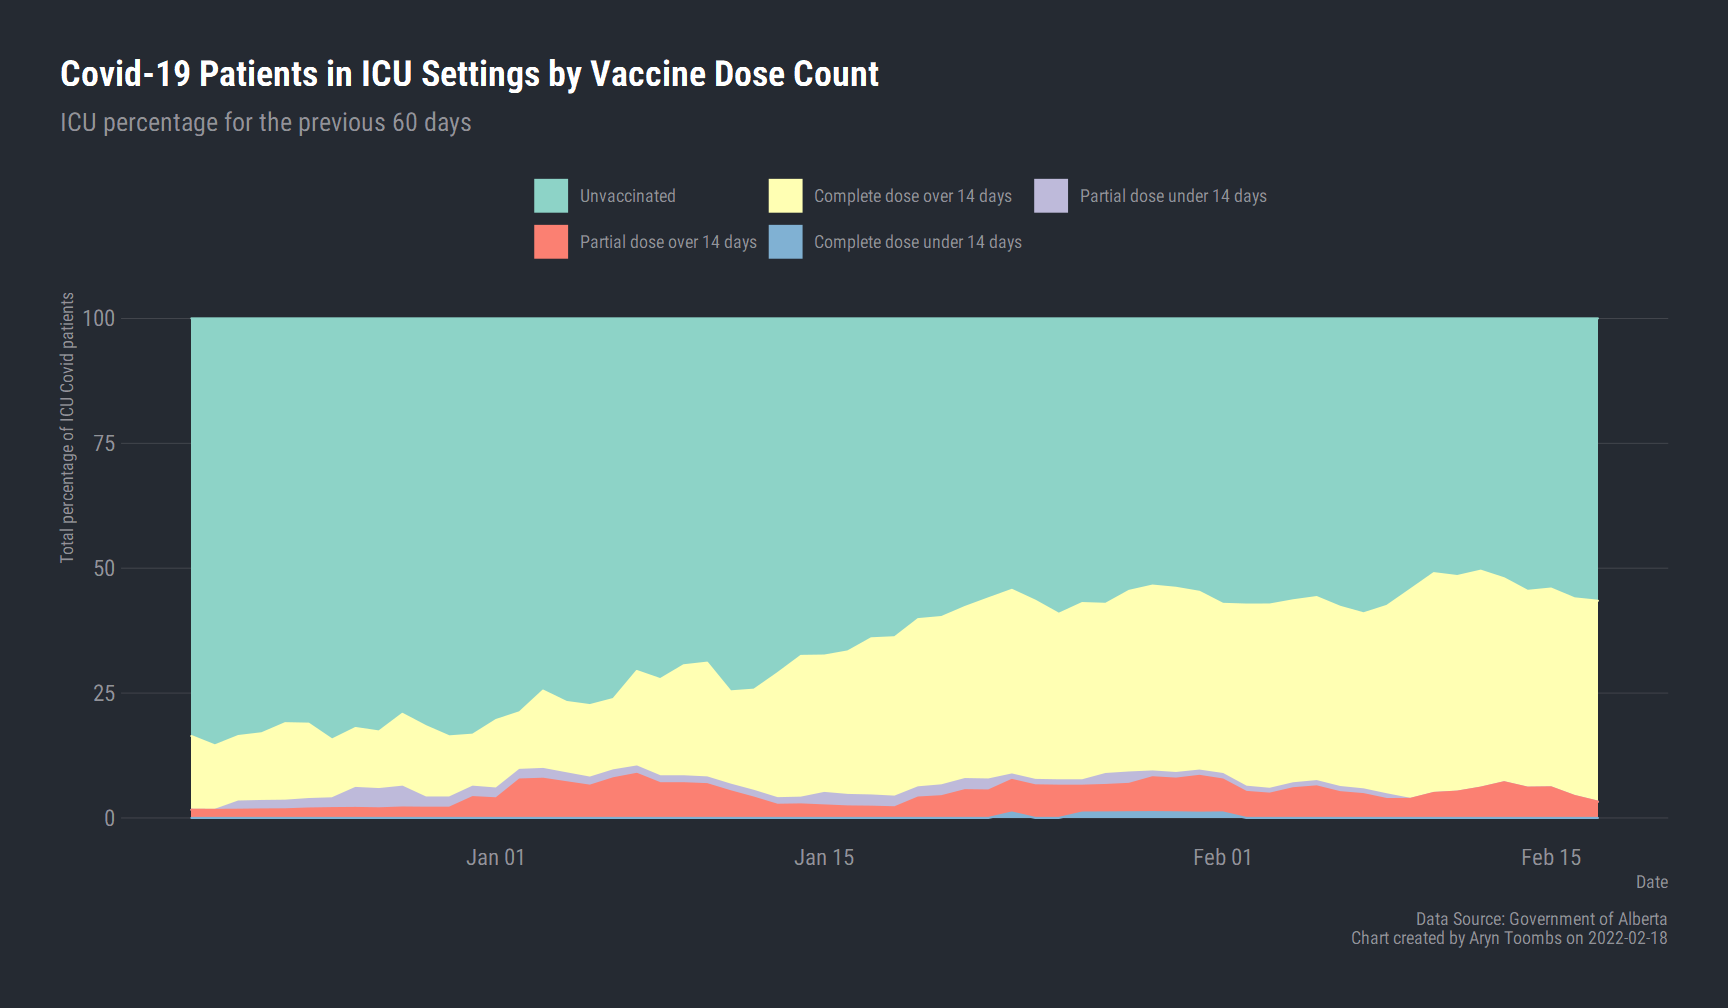 Covid-19 Patients in ICU Settings by Vaccine Dose Count
ICU percentage for the previous 60 days
Unvaccinated
Complete dose over 14 days
Partial dose under 14 days
Partial dose over 14 days
Complete dose under 14 days
Total percentage of ICU Covid patients
100
75
50
25
0
Jan 01
Jan 15
Feb 01
Feb 15
Date
Data Source: Government of Alberta
Chart created by Aryn Toombs on 2022-02-18